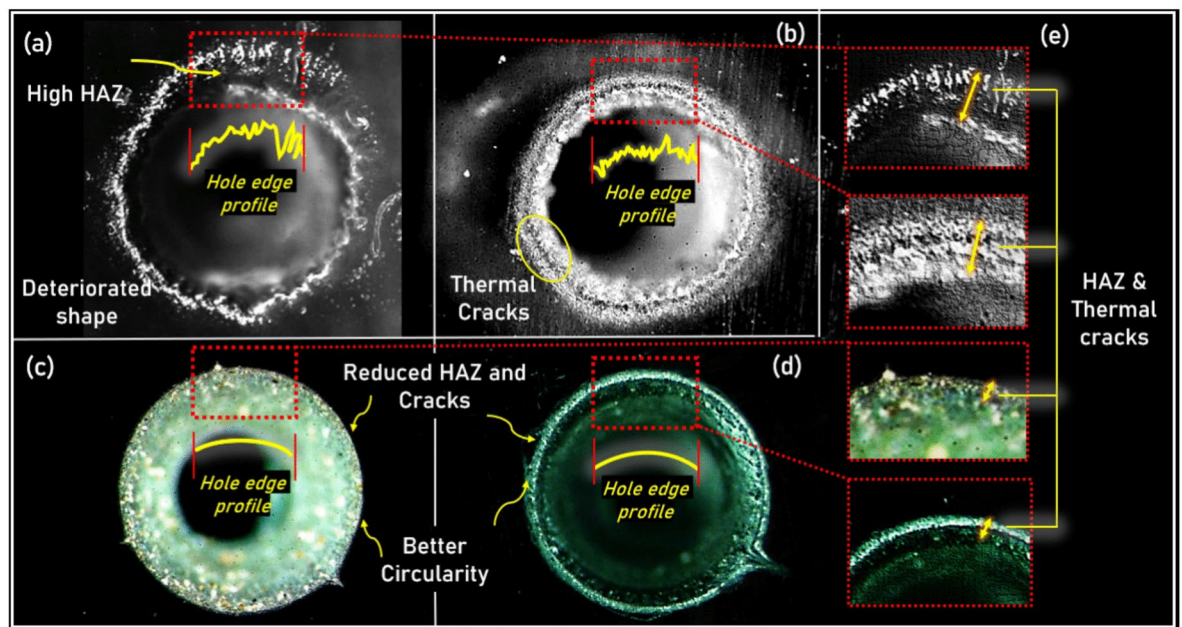 (a)
High HAZ
Hole edge
profile
Deteriorated
shape
(b)
Hole edge
profile
Thermal
Cracks
(e)
HAZ &
Thermal
cracks
(c)
Hole edge
profile
Reduced HAZ and
Cracks
Better
Circularity
(d)
Hole edge
profile